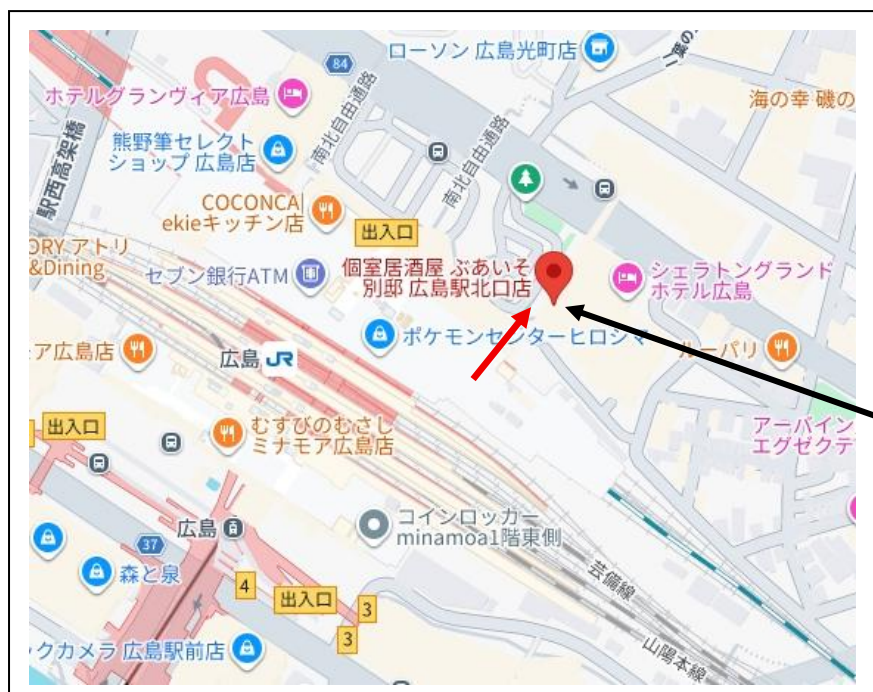 ローソン 広島光町店
84
ホテルグランヴィア広島
海の幸 磯の
熊野筆セレクト
ショップ 広島店
南北自由通路
南北自由通路
駅西高架橋
COCONCA|
ekieキッチン店
出入口
ORY アトリ
&Dining
セブン銀行ATM
個室居酒屋 ぶあいそ
別邸 広島駅北口店
シェラトングランド
ホテル広島
ポケモンセンターヒロシマ
ルーパリ
ア広島店
広島 JR
むすびのむさし
ミナモア広島店
出入口
アーバイン
エグゼクテ
広島
コインロッカー
minamoa1階東側
37
森と泉
4
出入口
3
3
芸備線
山陽本線
ックカメラ 広島駅前店